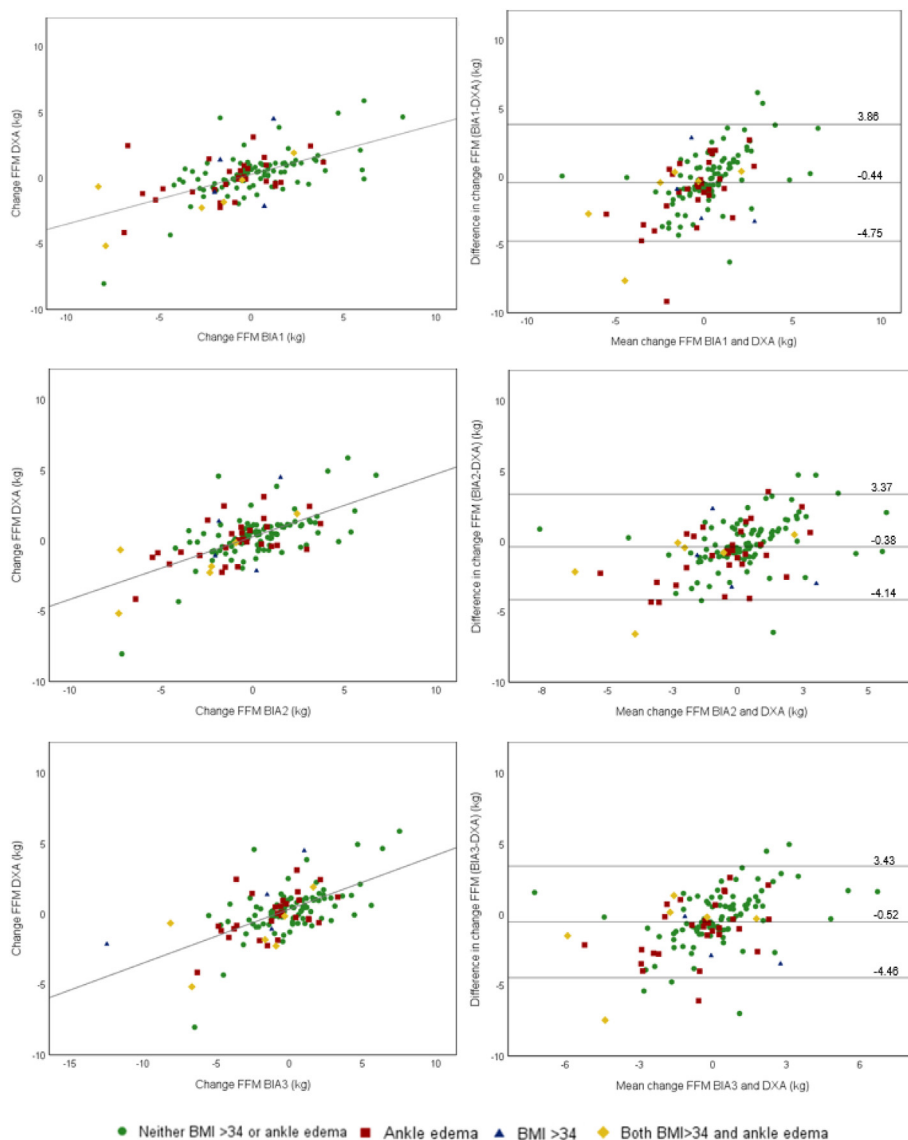 10
5
0
-5
-10
Change FFM DXA (kg)
-10 -5 0 5 10
Change FFM BIA1 (kg)
10
5
0
-5
-10
Difference in change FFM (BIA1-DXA) (kg)
3.86
-0.44
-4.75
-10 -5 0 5 10
Mean change FFM BIA1 and DXA (kg)
10
5
0
-5
-10
Change FFM DXA (kg)
-10 -5 0 5 10
Change FFM BIA2 (kg)
10
5
0
-5
-10
Difference in change FFM (BIA2-DXA) (kg)
3.37
-0.38
-4.14
-8 -5 -3 0 3 5
Mean change FFM BIA2 and DXA (kg)
10
5
0
-5
-10
Change FFM DXA (kg)
-15 -10 -5 0 5 10
Change FFM BIA3 (kg)
10
5
0
-5
-10
Difference in change FFM (BIA3-DXA) (kg)
3.43
-0.52
-4.46
-6 -3 0 3 6
Mean change FFM BIA3 and DXA (kg)
Neither BMI >34 or ankle edema Ankle edema BMI >34 Both BMI>34 and ankle edema